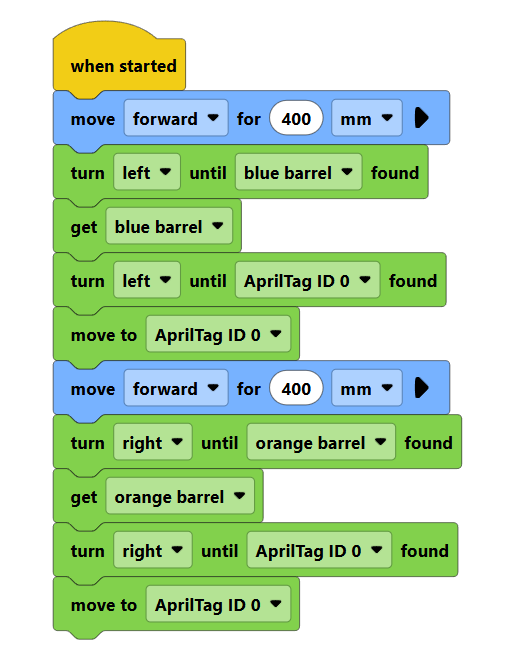 when started
move forward for 400 mm
turn left until blue barrel found
get blue barrel
turn left until AprilTag ID 0 found
move to AprilTag ID 0
move forward for 400 mm
turn right until orange barrel found
get orange barrel
turn right until AprilTag ID 0 found
move to AprilTag ID 0